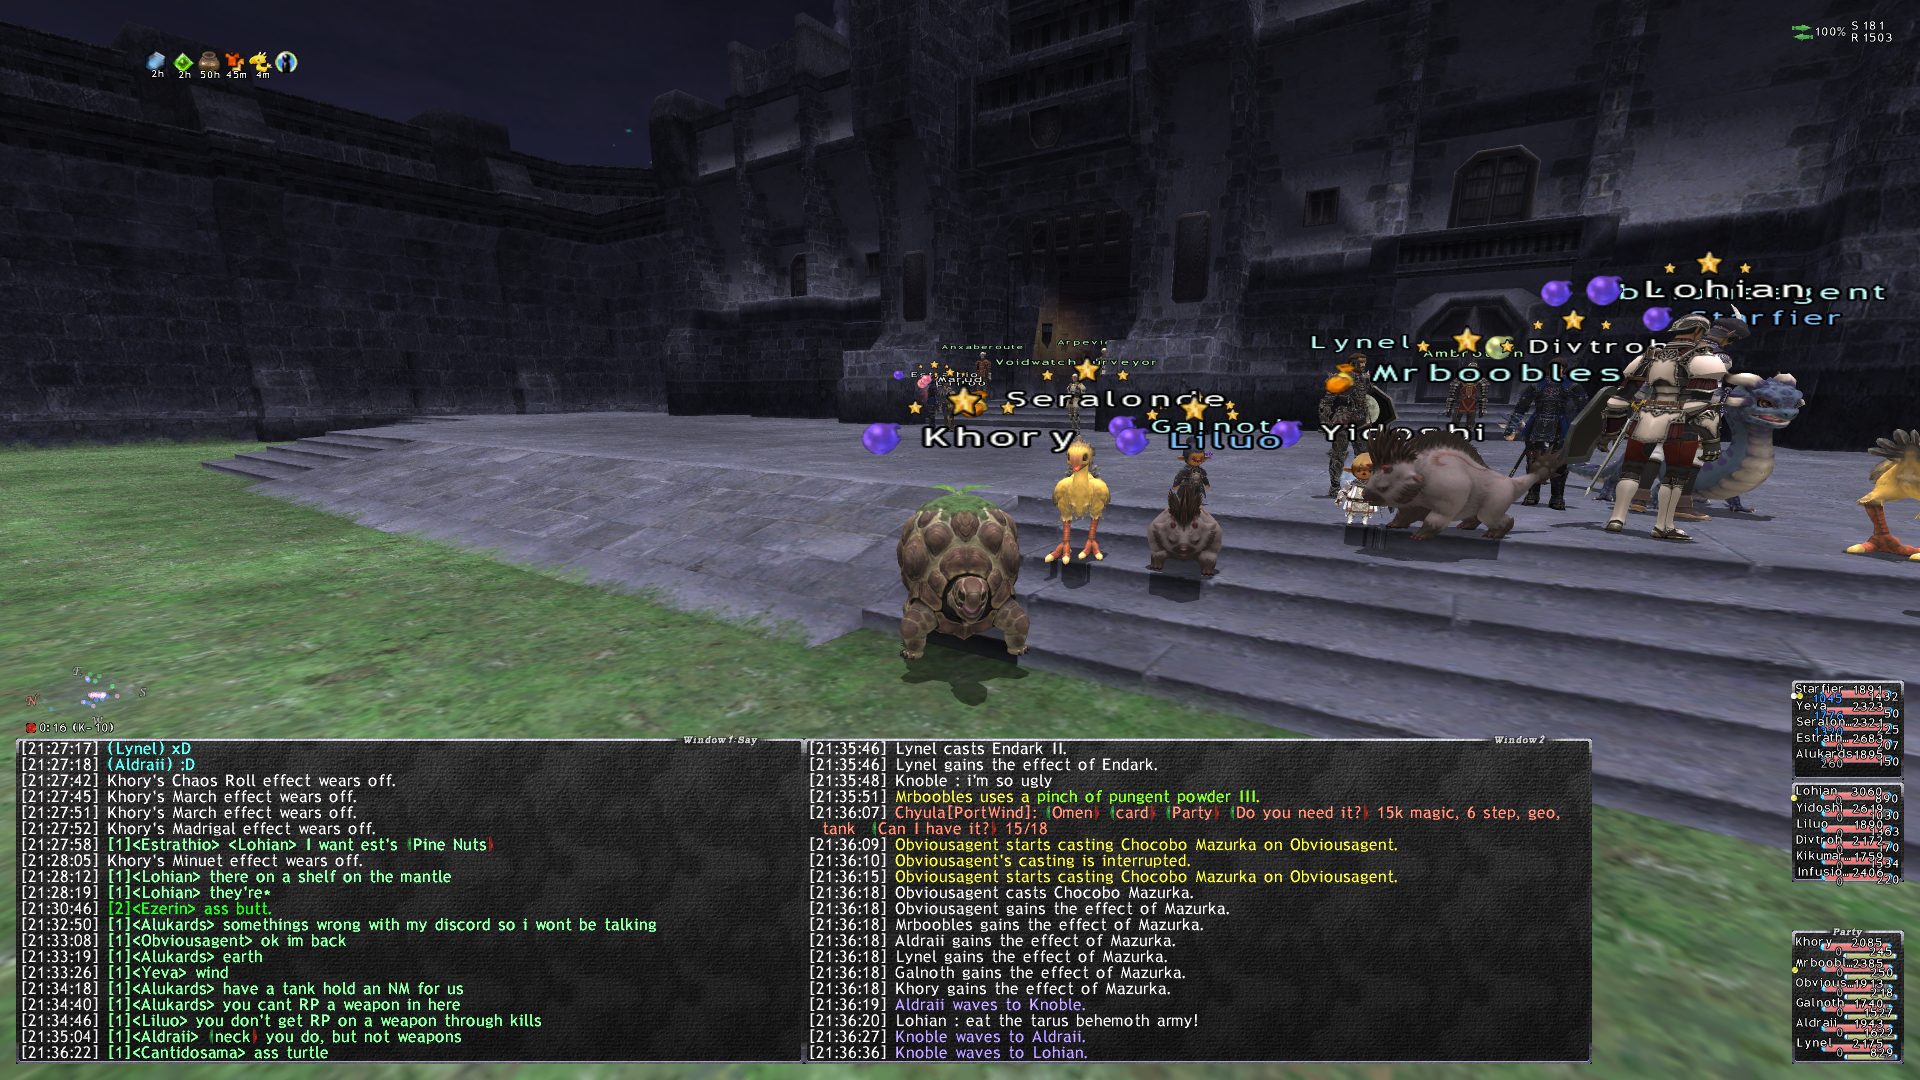 100% S 181
R 1503
2h 2h 50h 45m 4m
Lohian
Starfier
Lynel
Divtroh
Mrboobles
Anxaberoute
Voidwatch
Seralonde
Khory
Galnoth
Liluo
Yidoshi
N
S
0:16 (K-10)
Window1:Say
[21:27:17] (Lynel) xD
[21:27:18] (Aldraii) :D
[21:27:42] Khory's Chaos Roll effect wears off.
[21:27:45] Khory's March effect wears off.
[21:27:51] Khory's March effect wears off.
[21:27:52] Khory's Madrigal effect wears off.
[21:27:58] [1]<Estrathio> <Lohian> I want est's Pine Nuts
[21:28:05] Khory's Minuet effect wears off.
[21:28:12] [1]<Lohian> there on a shelf on the mantle
[21:28:19] [1]<Lohian> they're*
[21:30:46] [2]<Ezerin> ass butt.
[21:32:50] [1]<Alukards> somethings wrong with my discord so i wont be talking
[21:33:08] [1]<Obviousagent> ok im back
[21:33:19] [1]<Alukards> earth
[21:33:26] [1]<Yeva> wind
[21:34:18] [1]<Alukards> have a tank hold an NM for us
[21:34:40] [1]<Alukards> you cant RP a weapon in here
[21:34:46] [1]<Liluo> you don't get RP on a weapon through kills
[21:35:04] [1]<Aldraii> neck you do, but not weapons
[21:36:22] [1]<Cantidosama> ass turtle
Window2
[21:35:46] Lynel casts Endark II.
[21:35:46] Lynel gains the effect of Endark.
[21:35:48] Knoble : i'm so ugly
[21:35:51] Mrboobles uses a pinch of pungent powder III.
[21:36:07] Chyula[PortWind]: Omen card Party Do you need it? 15k magic, 6 step, geo,
tank Can I have it? 15/18
[21:36:09] Obviousagent starts casting Chocobo Mazurka on Obviousagent.
[21:36:10] Obviousagent's casting is interrupted.
[21:36:15] Obviousagent starts casting Chocobo Mazurka on Obviousagent.
[21:36:18] Obviousagent casts Chocobo Mazurka.
[21:36:18] Obviousagent gains the effect of Mazurka.
[21:36:18] Mrboobles gains the effect of Mazurka.
[21:36:18] Aldraii gains the effect of Mazurka.
[21:36:18] Lynel gains the effect of Mazurka.
[21:36:18] Galnoth gains the effect of Mazurka.
[21:36:18] Khory gains the effect of Mazurka.
[21:36:19] Aldraii waves to Knoble.
[21:36:20] Lohian : eat the tarus behemoth army!
[21:36:27] Knoble waves to Aldraii.
[21:36:36] Knoble waves to Lohian.
Starfier 1891
Yeva 2323
Seralon... 2321
Estrath... 2683
Alukards 1895
Lohian 3060
Yidoshi
Liluo 1890
Divtroh 2172
Kikumar... 1759
Infusio... 2406
Party
Khory 2085
Mrboobl... 2385
Obvious... 1913
Galnoth 1740
Aldraii 1943
Lynel 2175
829